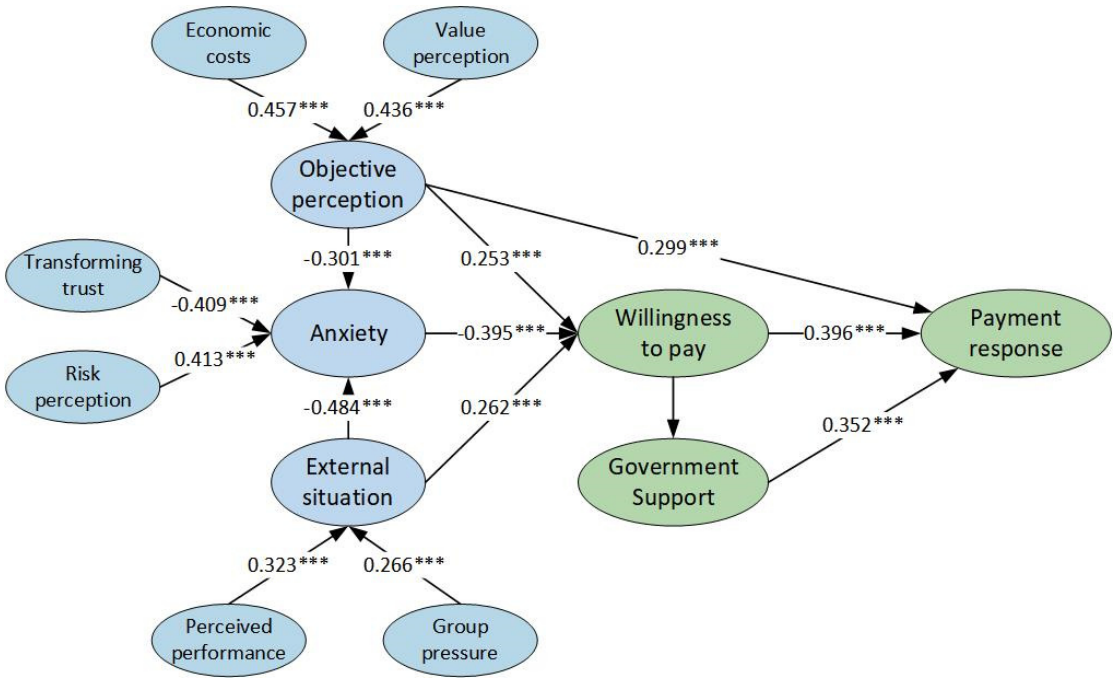 Economic
costs
Value
perception
0.457***
0.436***
Objective
perception
-0.301***
0.253***
0.299***
Transforming
trust
-0.409***
Anxiety
-0.395***
Willingness
to pay
0.396***
Payment
response
Risk
perception
0.413***
-0.484***
0.262***
0.352***
External
situation
Government
Support
0.323***
0.266***
Perceived
performance
Group
pressure